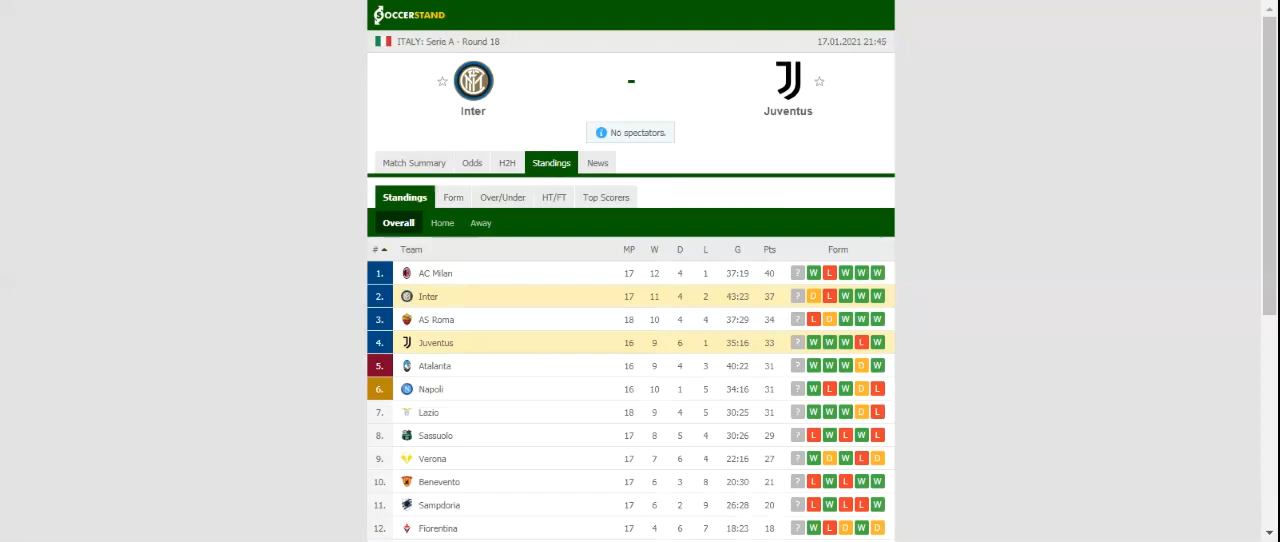 SOCCERSTAND
ITALY: Serie A - Round 18 17.01.2021 21:45
-
Inter Juventus
No spectators.
Match Summary Odds H2H Standings News
Standings Form Over/Under HT/FT Top Scorers
Overall Home Away
# Team MP W D L G Pts Form
1. AC Milan 17 12 4 1 37:19 40 ? W L W W W
2. Inter 17 11 4 2 43:23 37 ? D L W W W
3. AS Roma 18 10 4 4 37:29 34 ? L D W W W
4. Juventus 16 9 6 1 35:16 33 ? W W W L W
5. Atalanta 16 9 4 3 40:22 31 ? W W W D W
6. Napoli 16 10 1 5 34:16 31 ? W L W D L
7. Lazio 18 9 4 5 30:25 31 ? W W W D L
8. Sassuolo 17 8 5 4 30:26 29 ? L W L W L
9. Verona 17 7 6 4 22:16 27 ? W D W L D
10. Benevento 17 6 3 8 20:30 21 ? L W L W W
11. Sampdoria 17 6 2 9 26:28 20 ? L W L L W
12. Fiorentina 17 4 6 7 18:23 18 ? W L D W D